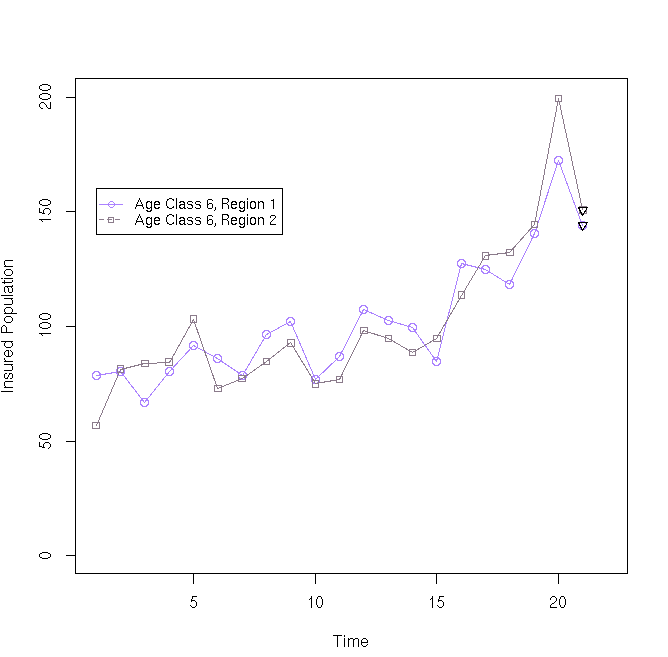 200
150
100
50
0
Insured Population
Age Class 6, Region 1
Age Class 6, Region 2
5 10 15 20
Time